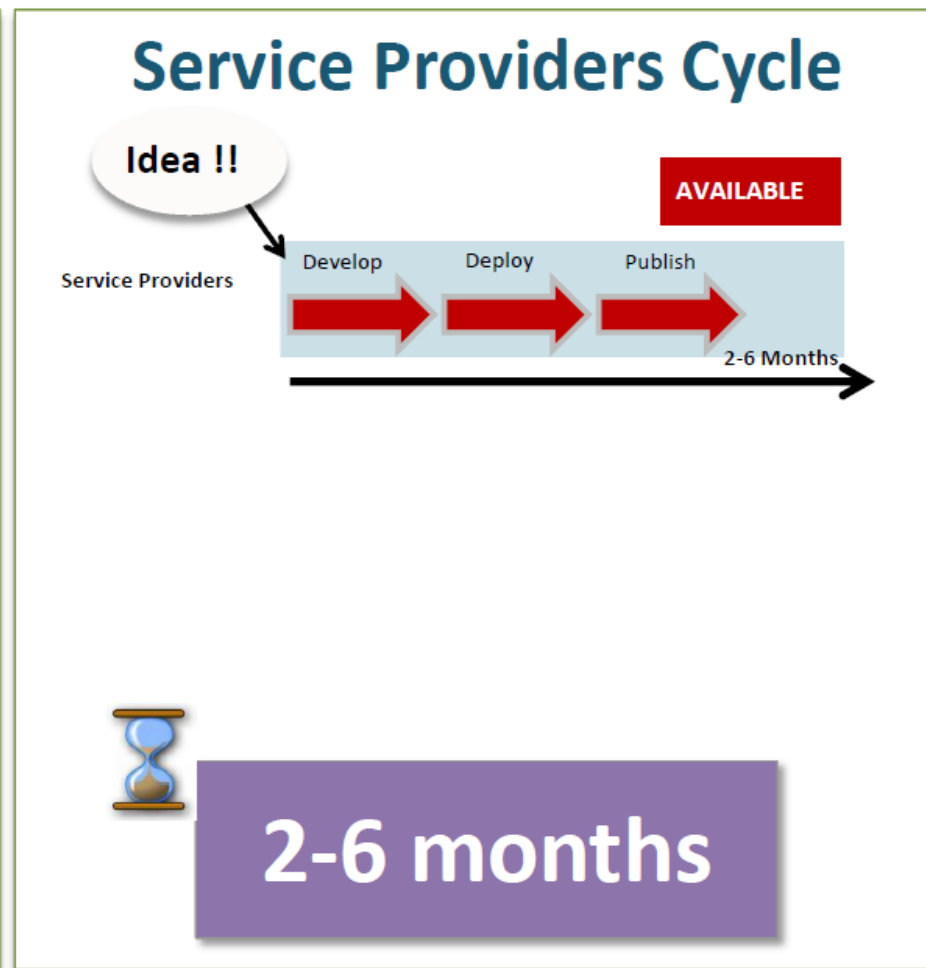 Service Providers Cycle
Idea !!
AVAILABLE
Develop
Deploy
Publish
Service Providers
2-6 Months
2-6 months